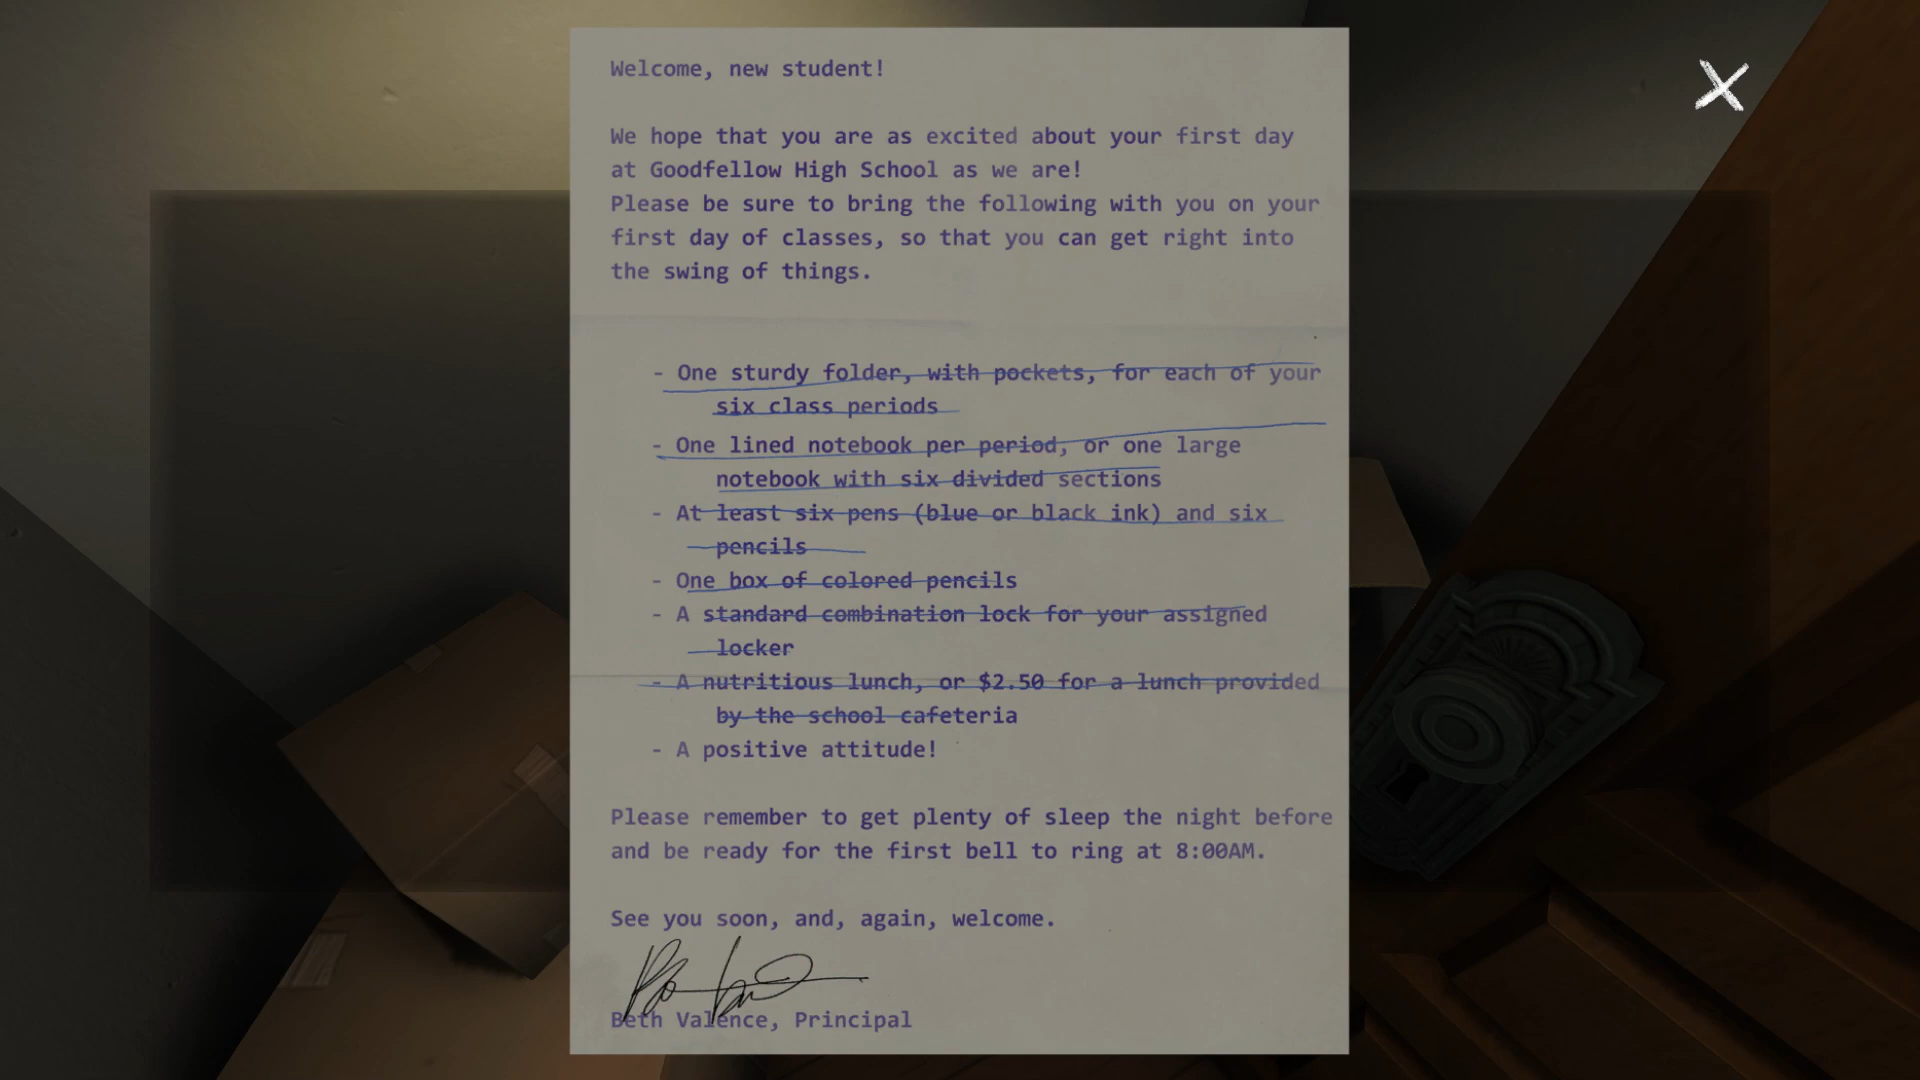 Welcome, new student!
We hope that you are as excited about your first day
at Goodfellow High School as we are!
Please be sure to bring the following with you on your
first day of classes, so that you can get right into
the swing of things.
- One sturdy folder, with pockets, for each of your
six class periods
- One lined notebook per period, or one large
notebook with six divided sections
- At least six pens (blue or black ink) and six
pencils
- One box of colored pencils
- A standard combination lock for your assigned
locker
- A nutritious lunch, or $2.50 for a lunch provided
by the school cafeteria
- A positive attitude!
Please remember to get plenty of sleep the night before
and be ready for the first bell to ring at 8:00AM.
See you soon, and, again, welcome.
Beth Valence, Principal